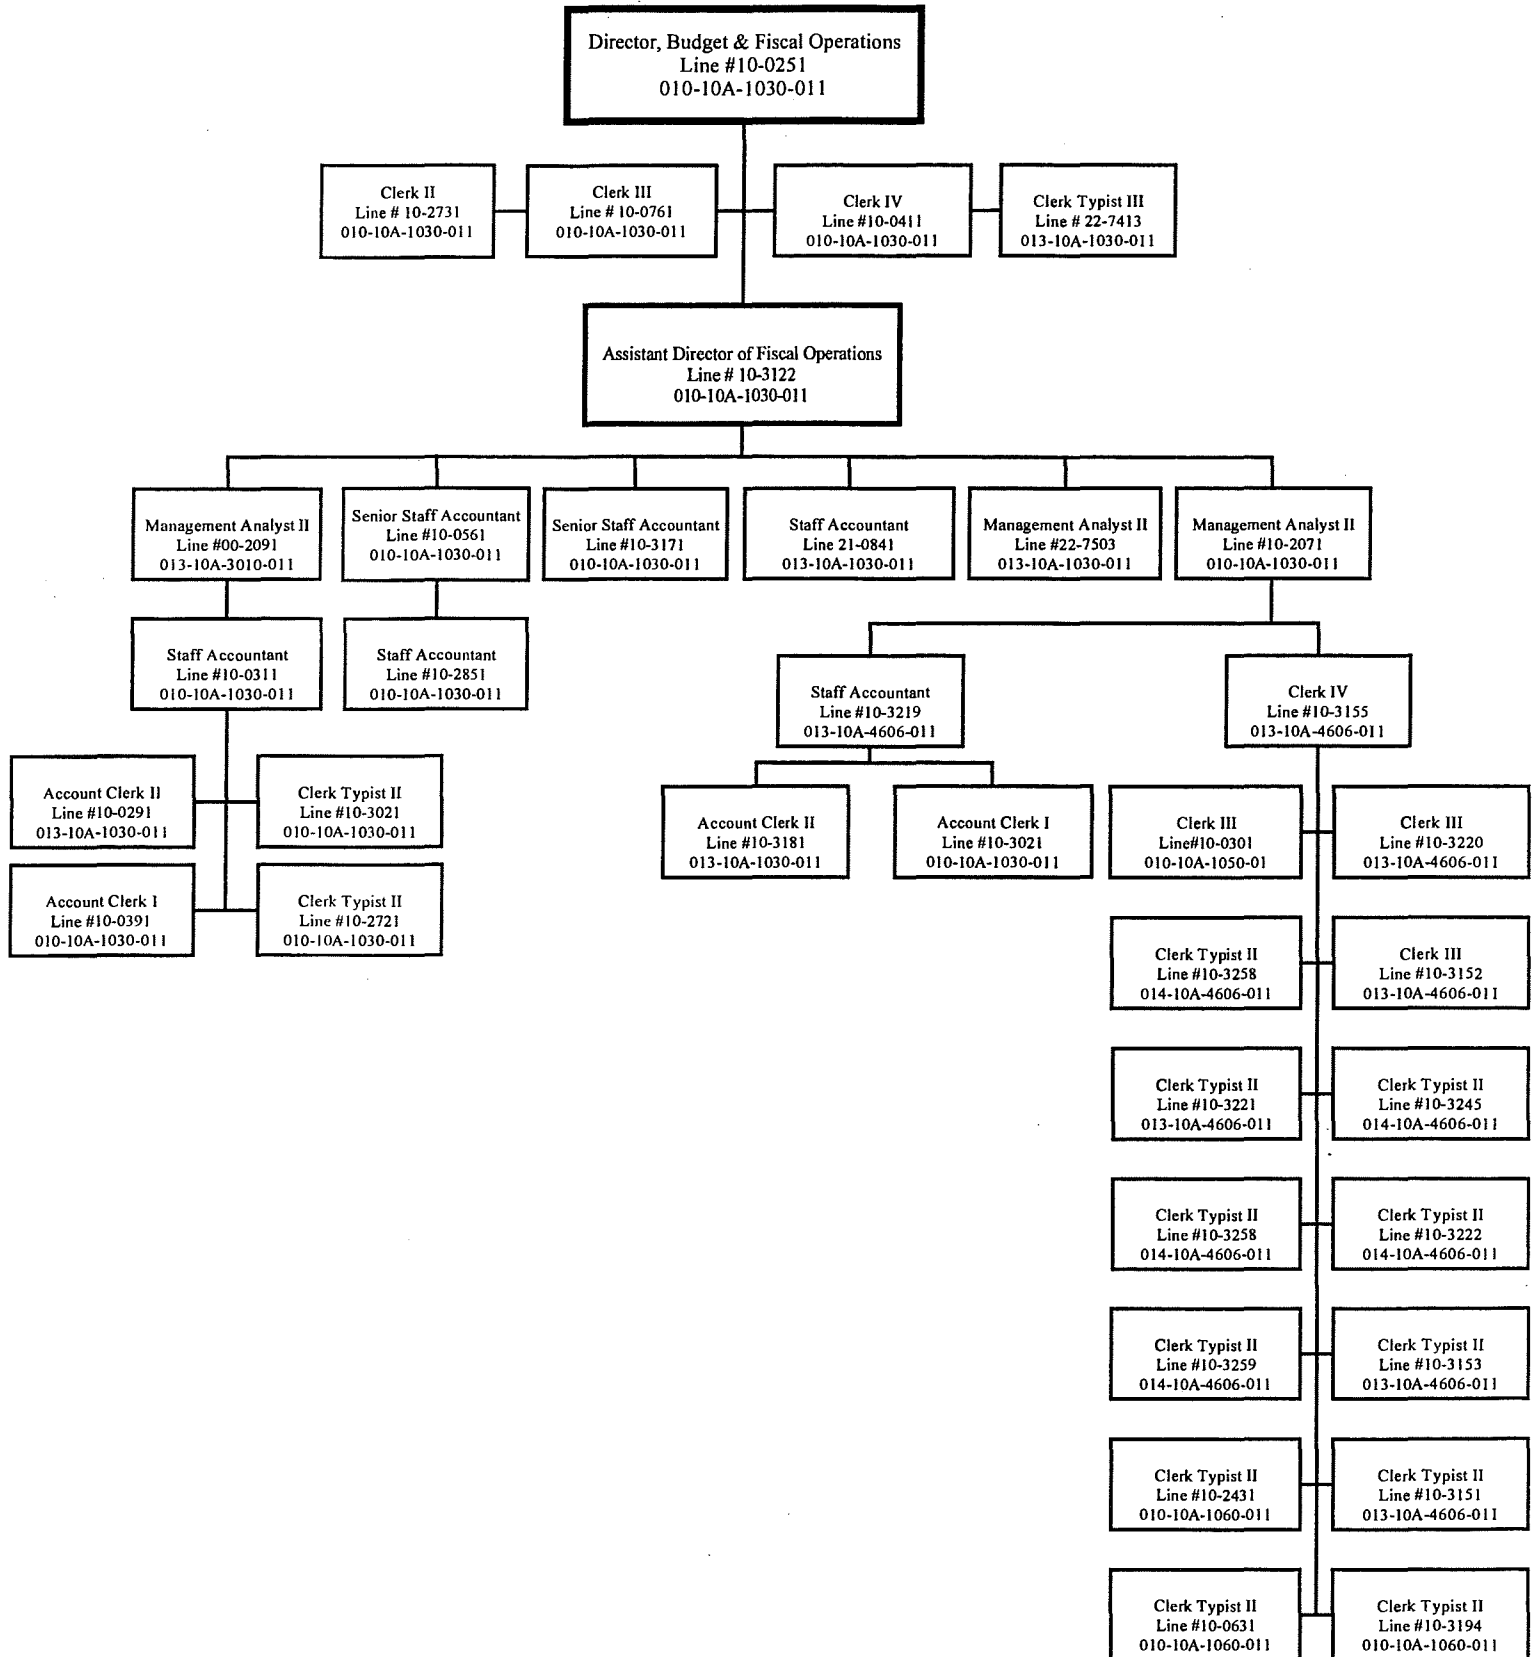 Director, Budget & Fiscal Operations
Line #10-0251
010-10A-1030-011
Clerk II
Line # 10-2731
010-10A-1030-011
Clerk III
Line # 10-0761
010-10A-1030-011
Clerk IV
Line #10-0411
010-10A-1030-011
Clerk Typist III
Line # 22-7413
013-10A-1030-011
Assistant Director of Fiscal Operations
Line # 10-3122
010-10A-1030-011
Management Analyst II
Line #00-2091
013-10A-3010-011
Senior Staff Accountant
Line #10-0561
010-10A-1030-011
Senior Staff Accountant
Line #10-3171
010-10A-1030-011
Staff Accountant
Line 21-0841
013-10A-1030-011
Management Analyst II
Line #22-7503
013-10A-1030-011
Management Analyst II
Line #10-2071
010-10A-1030-011
Staff Accountant
Line #10-0311
010-10A-1030-011
Staff Accountant
Line #10-2851
010-10A-1030-011
Staff Accountant
Line #10-3219
013-10A-4606-011
Clerk IV
Line #10-3155
013-10A-4606-011
Account Clerk II
Line #10-0291
013-10A-1030-011
Clerk Typist II
Line #10-3021
010-10A-1030-011
Account Clerk I
Line #10-0391
010-10A-1030-011
Clerk Typist II
Line #10-2721
010-10A-1030-011
Account Clerk II
Line #10-3181
013-10A-1030-011
Account Clerk I
Line #10-3021
010-10A-1030-011
Clerk III
Line#10-0301
010-10A-1050-01
Clerk III
Line #10-3220
013-10A-4606-011
Clerk Typist II
Line #10-3258
014-10A-4606-011
Clerk III
Line #10-3152
013-10A-4606-011
Clerk Typist II
Line #10-3221
013-10A-4606-011
Clerk Typist II
Line #10-3245
014-10A-4606-011
Clerk Typist II
Line #10-3258
014-10A-4606-011
Clerk Typist II
Line #10-3222
014-10A-4606-011
Clerk Typist II
Line #10-3259
014-10A-4606-011
Clerk Typist II
Line #10-3153
013-10A-4606-011
Clerk Typist II
Line #10-2431
010-10A-1060-011
Clerk Typist II
Line #10-3151
013-10A-4606-011
Clerk Typist II
Line #10-0631
010-10A-1060-011
Clerk Typist II
Line #10-3194
010-10A-1060-011